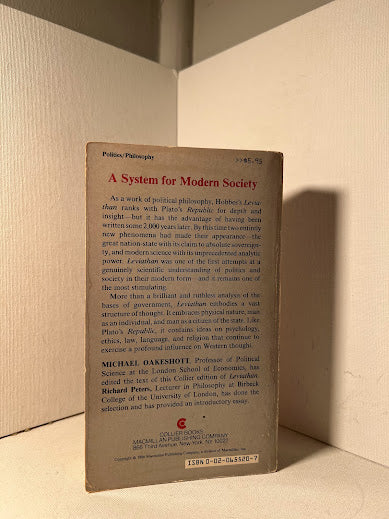 Politics/Philosophy
>>$5.95
A System for Modern Society
As a work of political philosophy, Hobbes's Levia-
than ranks with Plato's Republic for depth and
insight—but it has the advantage of having been
written some 2,000 years later. By this time two entirely
new phenomena had made their appearance—the
great nation-state with its claim to absolute sovereign-
ty, and modern science with its unprecedented analytic
power. Leviathan was one of the first attempts at a
genuinely scientific understanding of politics and
society in their modern form—and it remains one of
the most stimulating.
More than a brilliant and ruthless analysis of the
bases of government, Leviathan embodies a vast
structure of thought. It embraces physical nature, man
as an individual, and man as a citizen of the state. Like
Plato's Republic, it contains ideas on psychology,
ethics, law, language, and religion that continue to
exercise a profound influence on Western thought.
MICHAEL OAKESHOTT, Professor of Political
Science at the London School of Economics, has
edited the text of this Collier edition of Leviathan.
Richard Peters, Lecturer in Philosophy at Birbeck
College of the University of London, has done the
selection and has provided an introductory essay.
COLLIER BOOKS
MACMILLAN PUBLISHING COMPANY
866 Third Avenue, New York, NY 10022
Macmillan Publishing Company, a division of Macmillan, Inc.
ISBN 0-02-065520-7